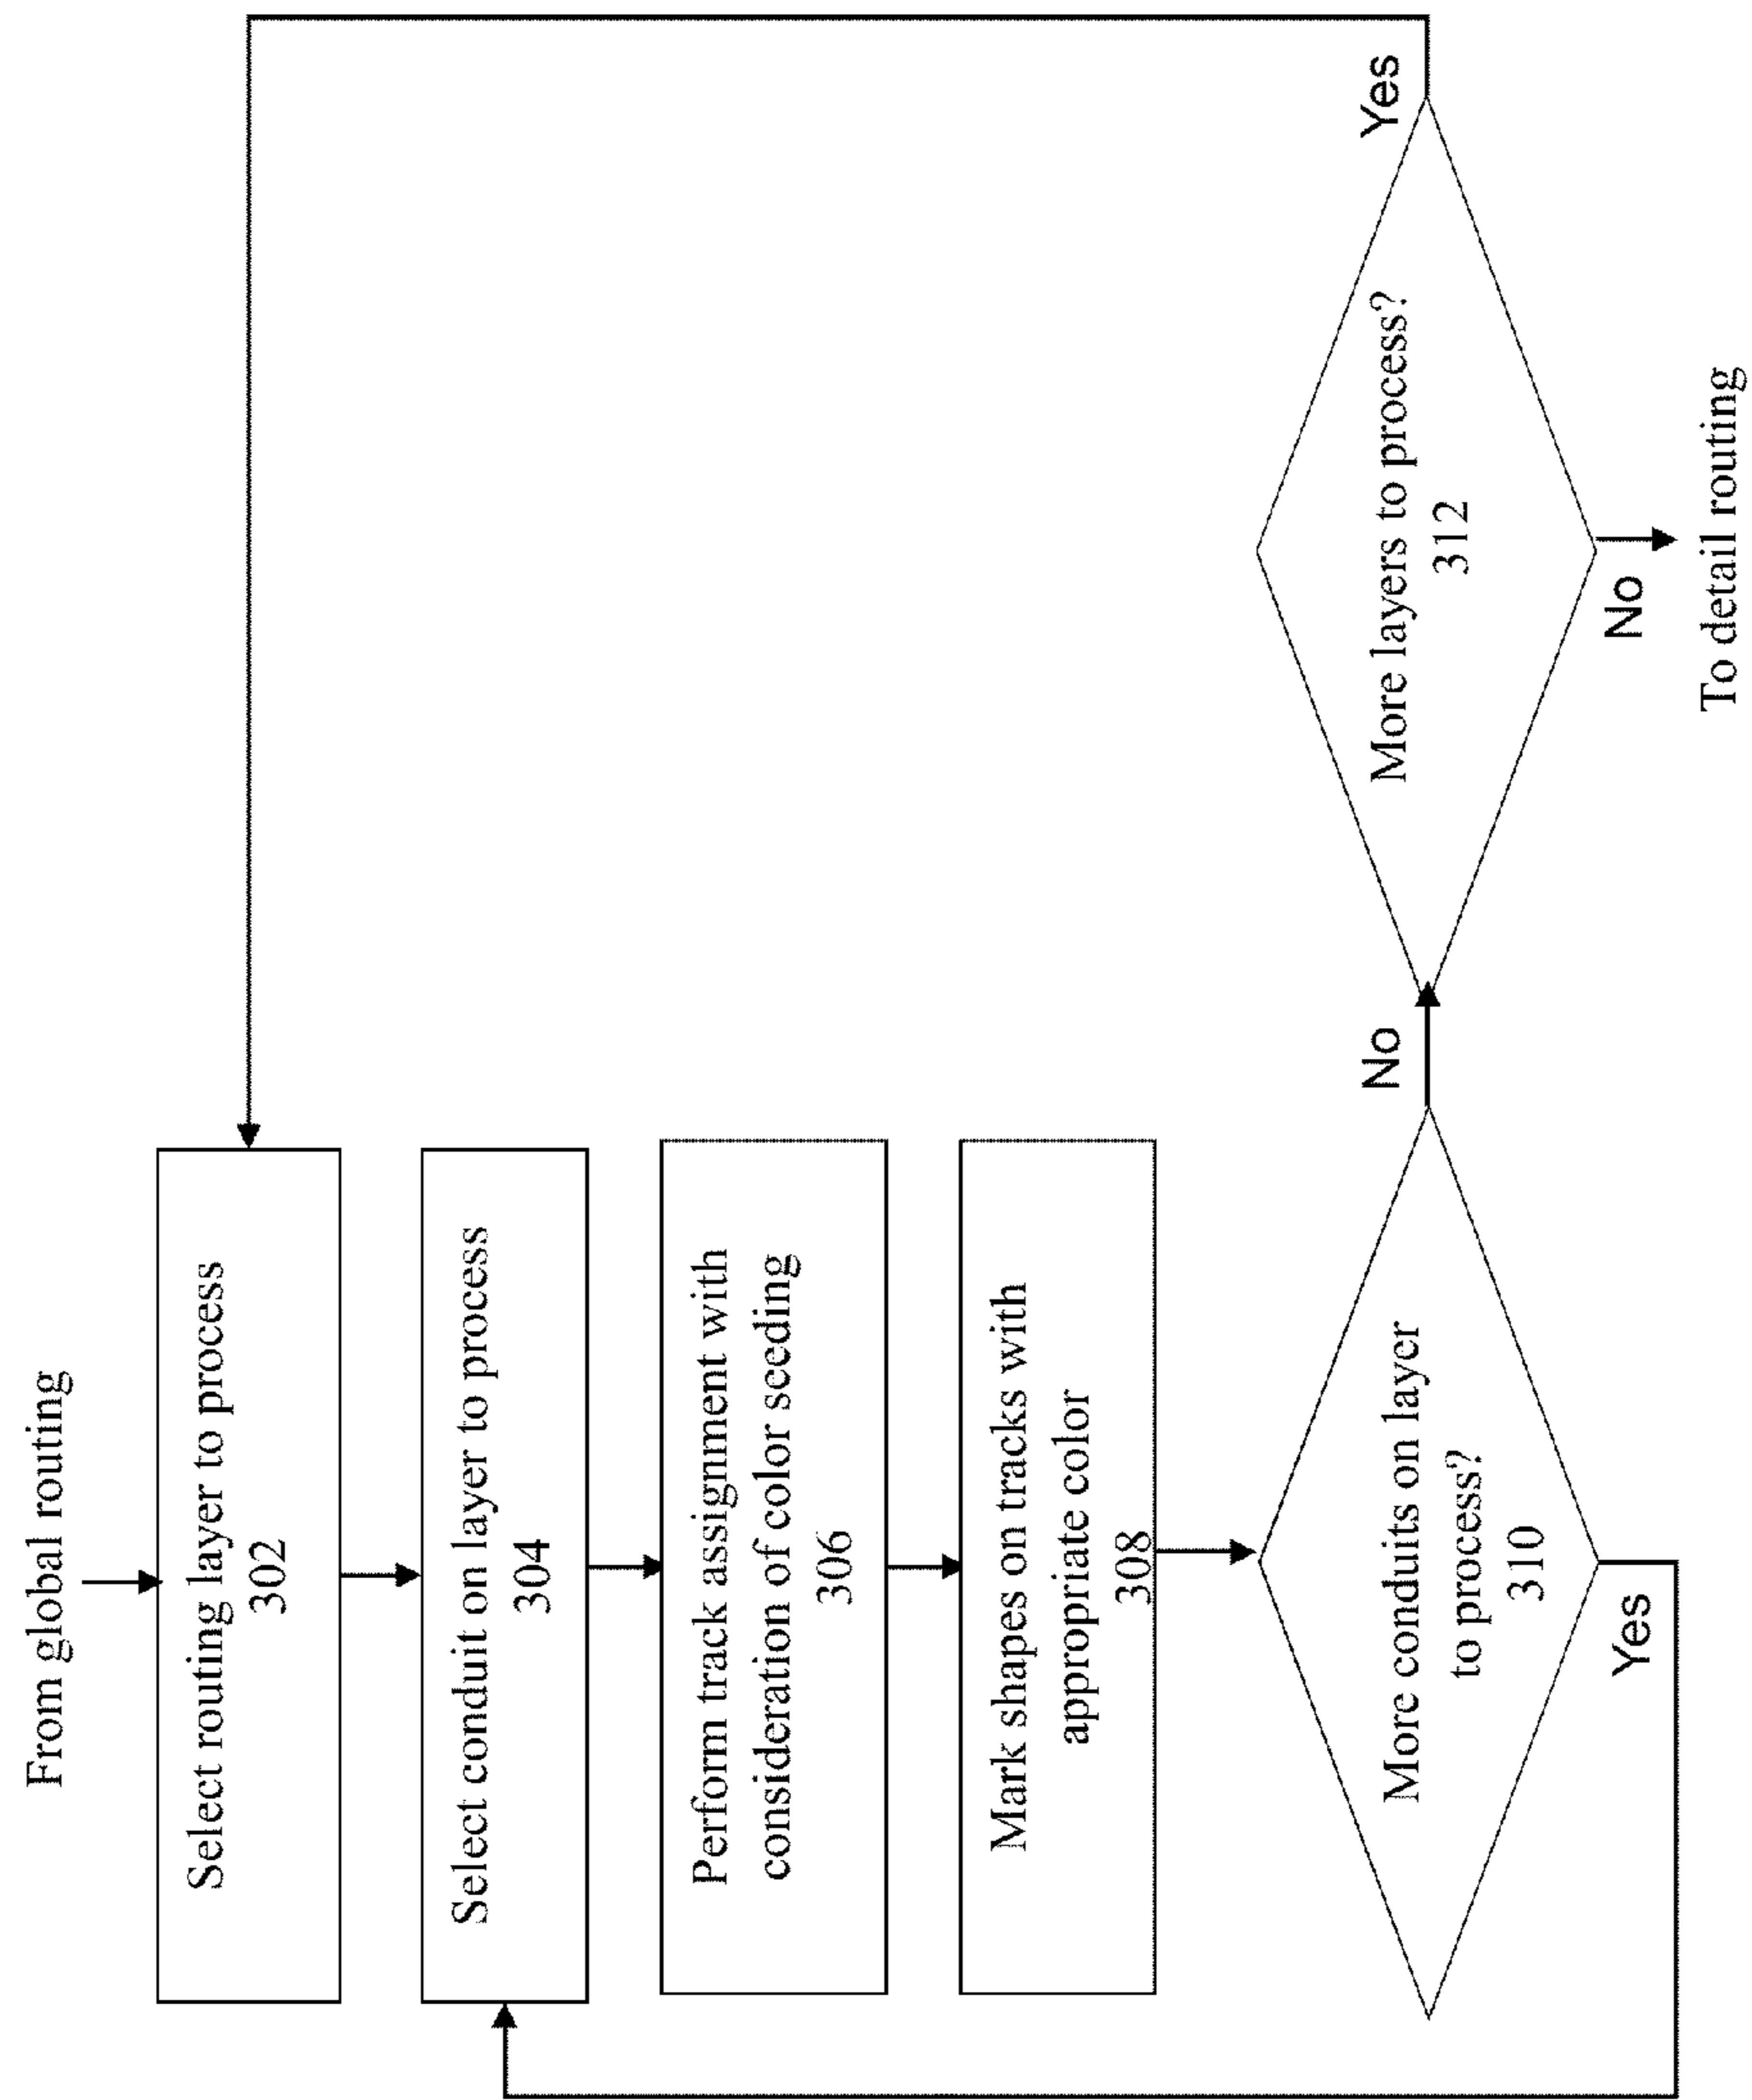 From global routing
Select routing layer to process
302
Select conduit on layer to process
304
Perform track assignment with
consideration of color seeding
306
Mark shapes on tracks with
appropriate color
308
More conduits on layer
to process?
310
Yes
No
More layers to process?
312
Yes
No
To detail routing